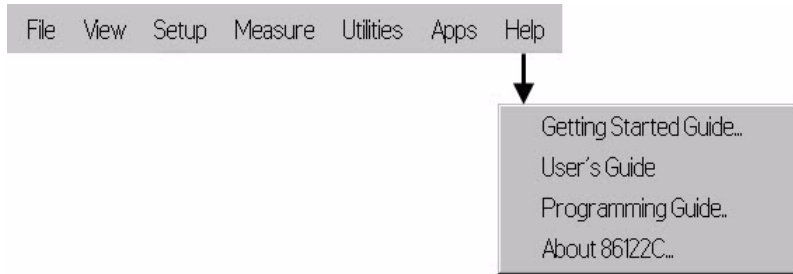 File View Setup Measure Utilities Apps Help
Getting Started Guide...
User's Guide
Programming Guide..
About 86122C...